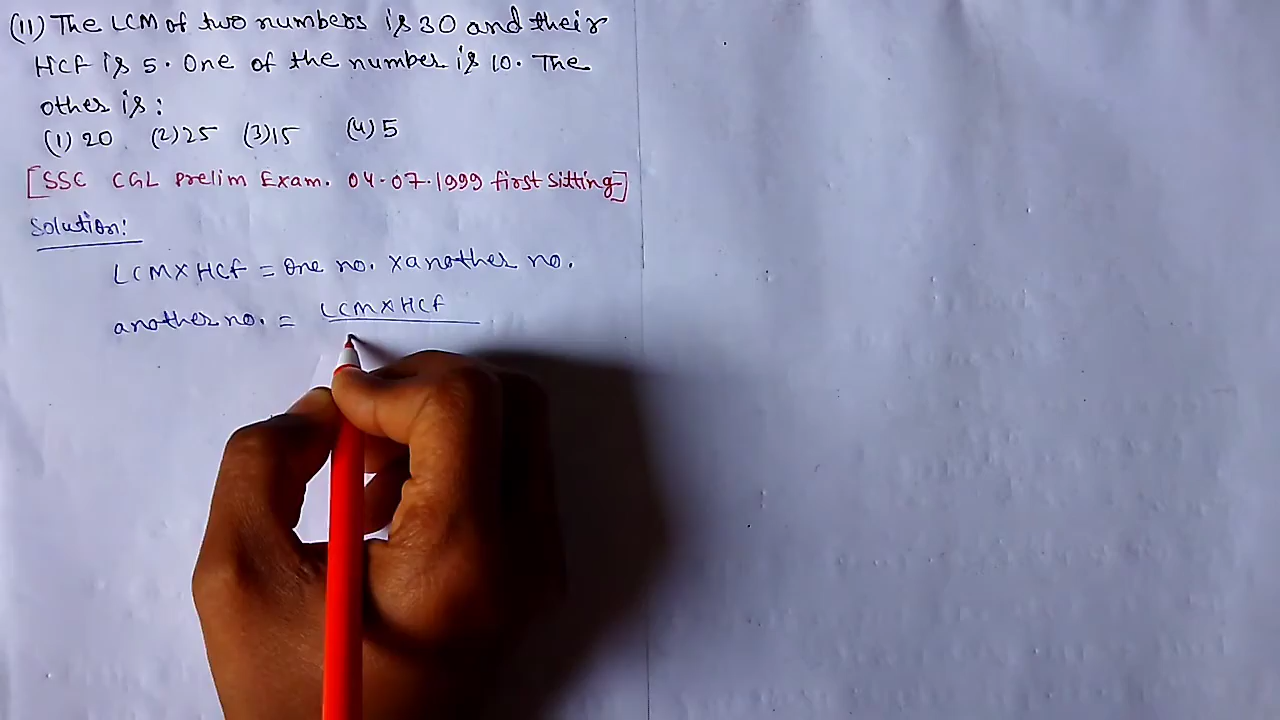 (11) The LCM of two numbers is 30 and their
HCF is 5. One of the number is 10. The
other is:
(1) 20 (2) 25 (3) 15 (4) 5
[SSC CGL Prelim Exam. 04.07.1999 first sitting]
Solution:
LCM×HCF = One no. ×another no.
another no. = LCM×HCF